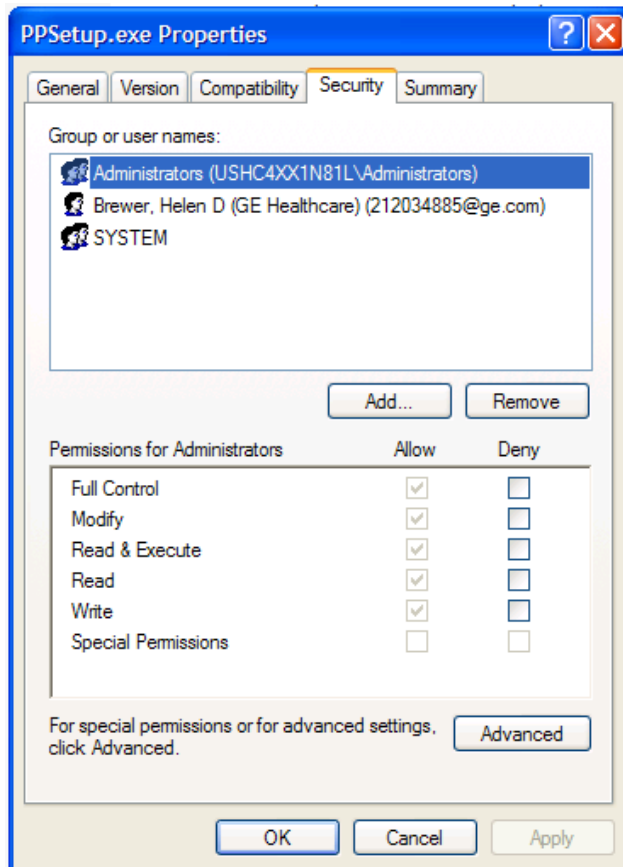 PPSetup.exe Properties
General Version Compatibility Security Summary
Group or user names:
Administrators (USHC4XX1N81L\Administrators)
Brewer, Helen D (GE Healthcare) (212034885@ge.com)
SYSTEM
Add... Remove
Permissions for Administrators Allow Deny
Full Control
Modify
Read & Execute
Read
Write
Special Permissions
For special permissions or for advanced settings,
click Advanced.
Advanced
OK Cancel Apply